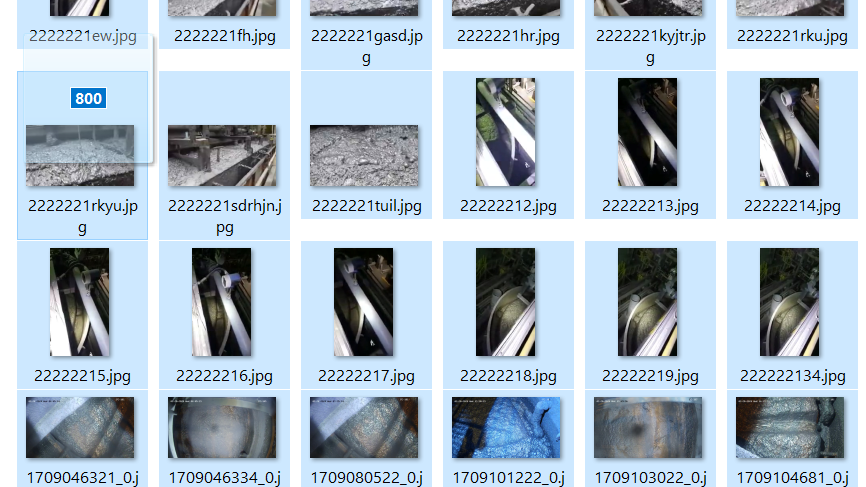 2222221ew.jpg
2222221fh.jpg
2222221gasd.jp
g
2222221hr.jpg
2222221kyjtr.jp
g
2222221rku.jpg
800
2222221rkyu.jp
g
2222221sdrhjn.j
pg
2222221tuil.jpg
22222212.jpg
22222213.jpg
22222214.jpg
22222215.jpg
22222216.jpg
22222217.jpg
22222218.jpg
22222219.jpg
222222134.jpg
1709046321_0.j
1709046334_0.j
1709080522_0.j
1709101222_0.j
1709103022_0.j
1709104681_0.j